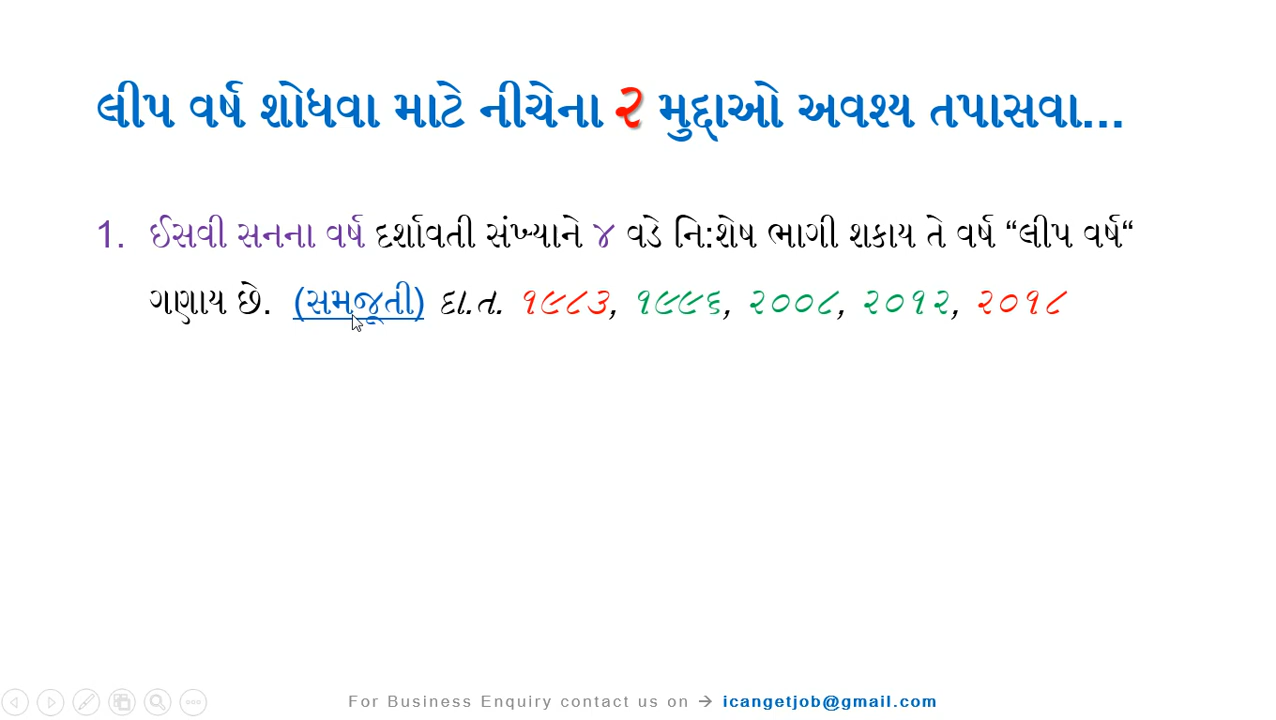 લીપ વર્ષ શોધવા માટે નીચેના ૨ મુદ્દાઓ અવશ્ય તપાસવા...
1. ઈસવી સનના વર્ષ દર્શાવતી સંખ્યાને ૪ વડે નિ:શેષ ભાગી શકાય તે વર્ષ “લીપ વર્ષ“
ગણાય છે. (સમજૂતી) દા.ત. ૧૯૮૩, ૧૯૯૬, ૨૦૦૮, ૨૦૧૨, ૨૦૧૮
For Business Enquiry contact us on → icangetjob@gmail.com